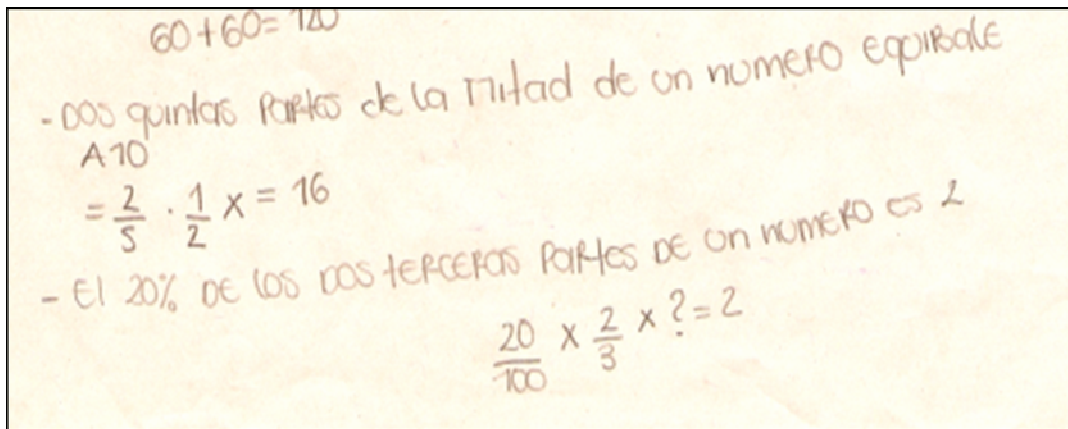 60+60=120
- DOS quintas PARtes de la Mitad de un numero EQUIBALE
A 10
= 2/5 · 1/2 x = 16
- El 20% DE LOS DOS tERCERAS PARtes DE un numERO es 2
20/100 x 2/3 x ? = 2